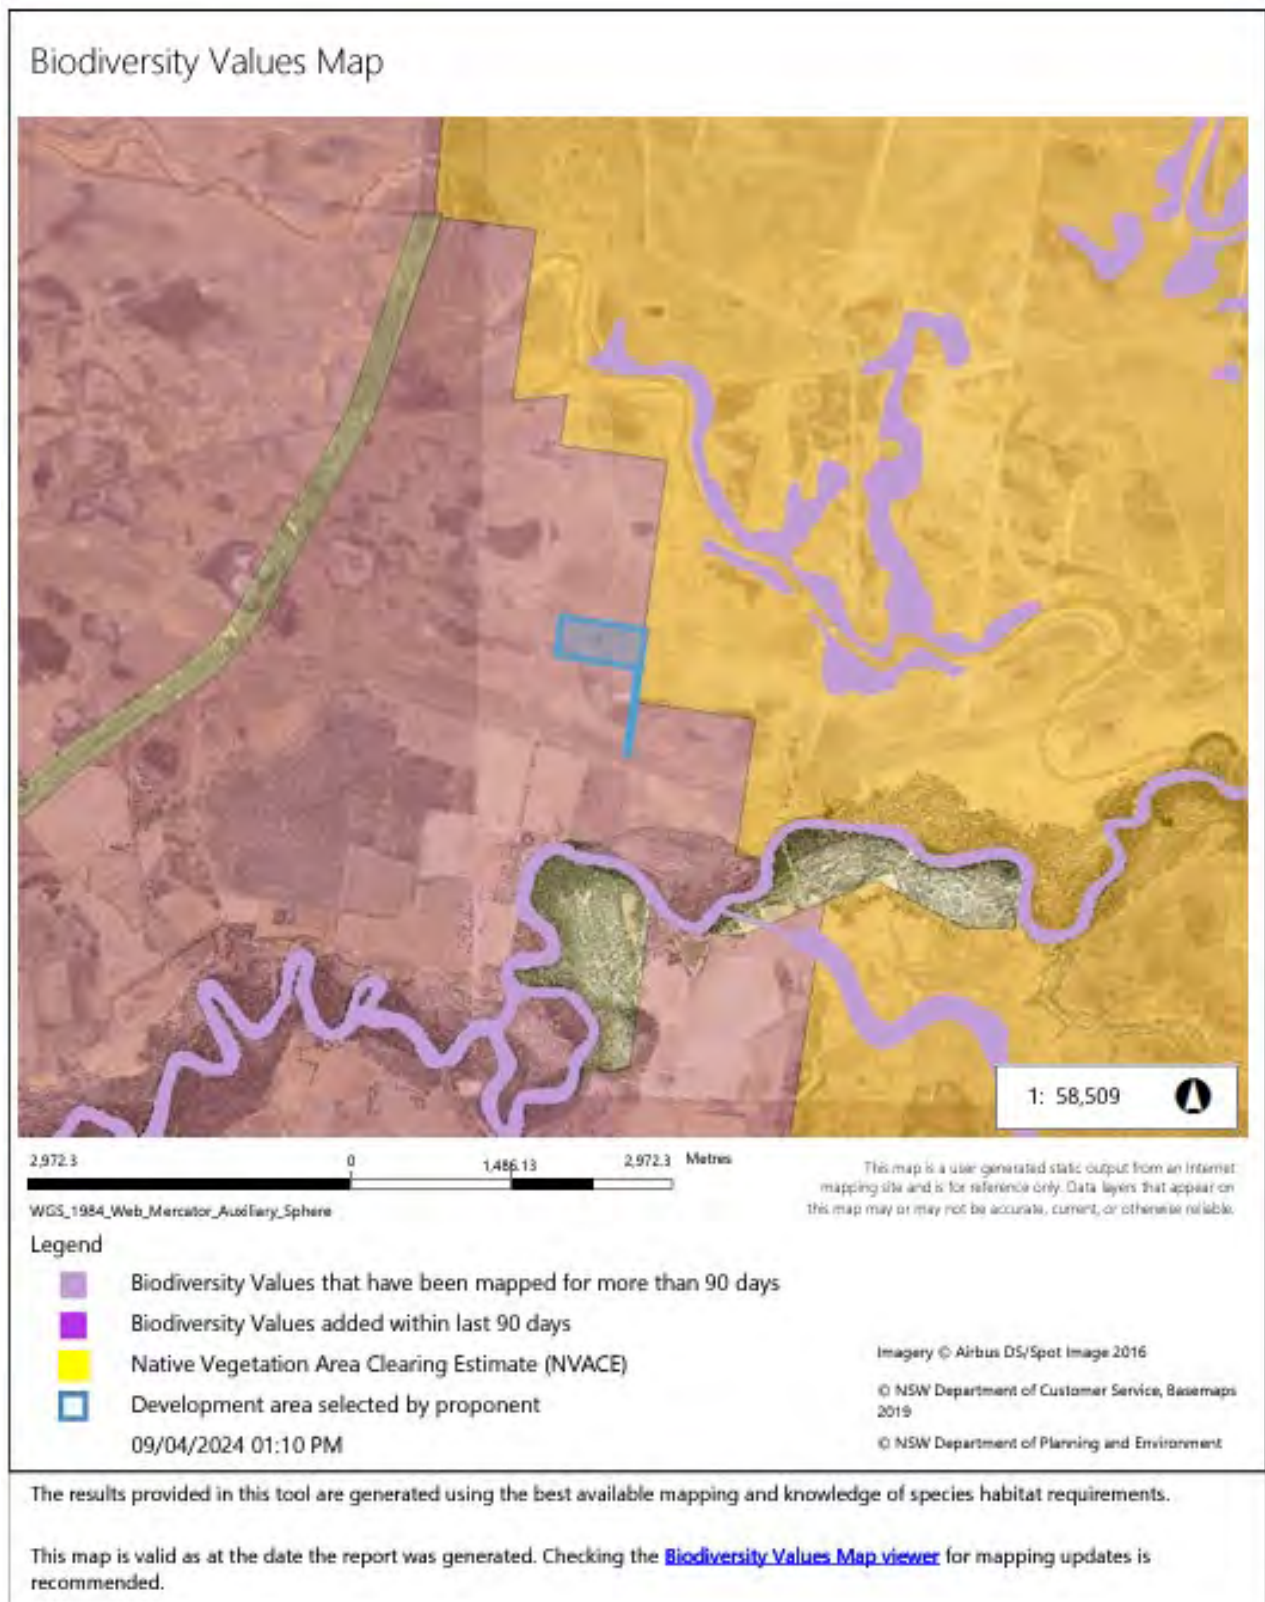 Biodiversity Values Map
1: 58,509
2,972.3 0 1,486.13 2,972.3 Metres
WGS_1984_Web_Mercator_Auxiliary_Sphere
This map is a user generated static output from an Internet
mapping site and is for reference only. Data layers that appear on
this map may or may not be accurate, current, or otherwise reliable.
Legend
Biodiversity Values that have been mapped for more than 90 days
Biodiversity Values added within last 90 days
Native Vegetation Area Clearing Estimate (NVACE)
Development area selected by proponent
09/04/2024 01:10 PM
Imagery © Airbus DS/Spot Image 2016
© NSW Department of Customer Service, Basemaps
2019
© NSW Department of Planning and Environment
The results provided in this tool are generated using the best available mapping and knowledge of species habitat requirements.
This map is valid as at the date the report was generated. Checking the Biodiversity Values Map viewer for mapping updates is
recommended.